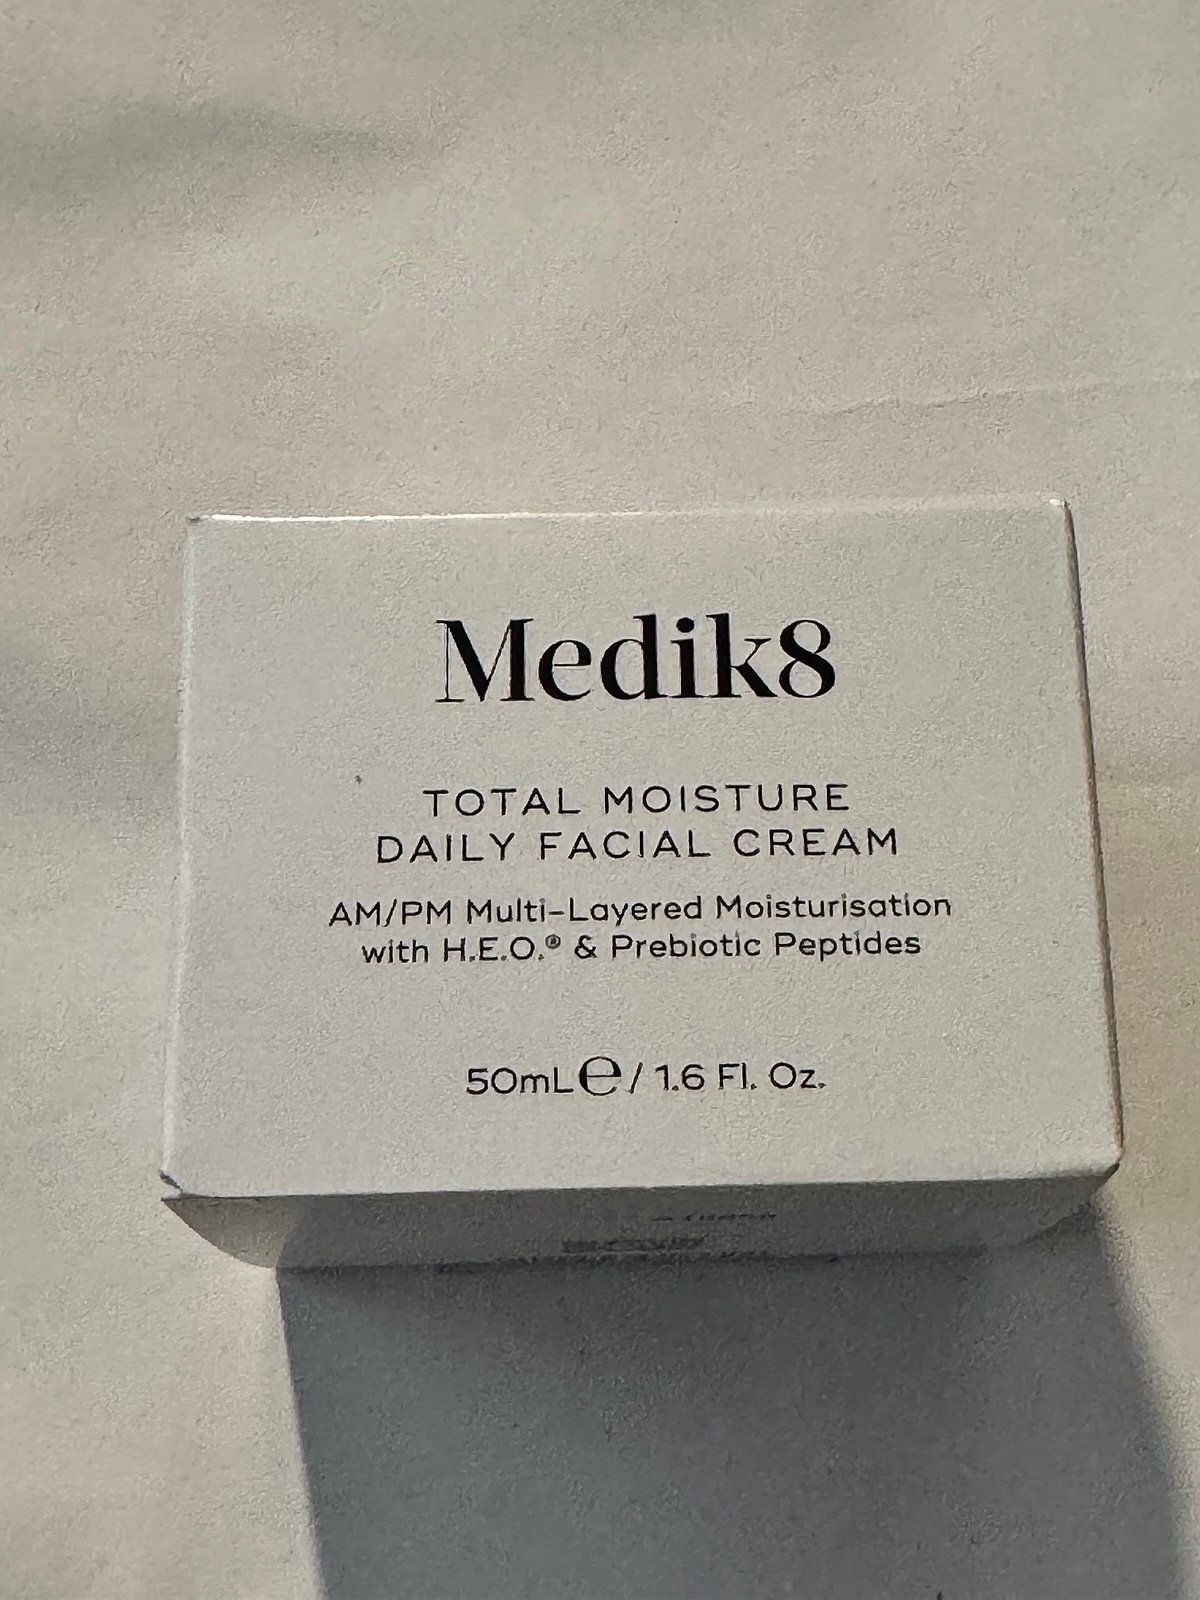 Medik8
TOTAL MOISTURE
DAILY FACIAL CREAM
AM/PM Multi-Layered Moisturisation
with H.E.O.® & Prebiotic Peptides
50mL℮ / 1.6 Fl. Oz.